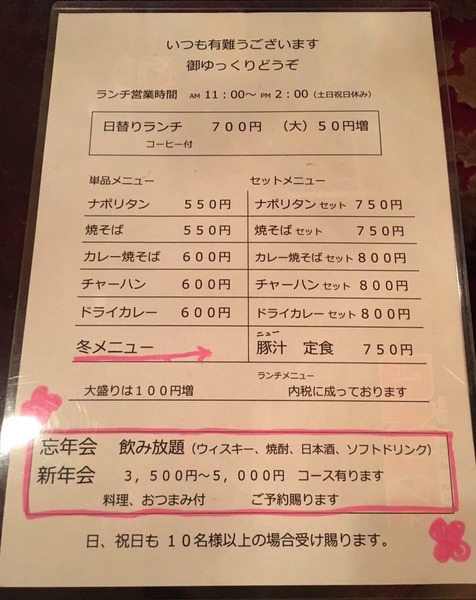 いつも有難うございます
御ゆっくりどうぞ
ランチ営業時間 AM 11:00〜 PM 2:00 (土日祝日休み)
日替りランチ 700円 (大) 50円増
コーヒー付
単品メニュー セットメニュー
ナポリタン 550円 ナポリタン セット 750円
焼そば 550円 焼そば セット 750円
カレー焼そば 600円 カレー焼そば セット 800円
チャーハン 600円 チャーハン セット 800円
ドライカレー 600円 ドライカレー セット 800円
ニュー
冬メニュー 豚汁 定食 750円
ランチメニュー
大盛りは100円増 内税に成っております
忘年会 飲み放題 (ウィスキー、焼酎、日本酒、ソフトドリンク)
新年会 3,500円〜5,000円 コース有ります
料理、おつまみ付 ご予約賜ります
日、祝日も 10名様以上の場合受け賜ります。